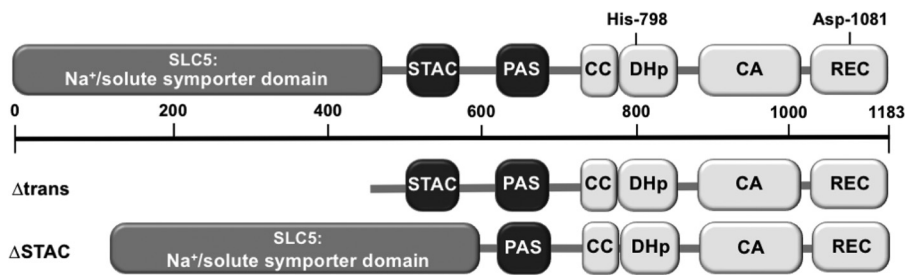 His-798 Asp-1081
SLC5:
Na⁺/solute symporter domain
STAC PAS CC DHp CA REC
0 200 400 600 800 1000 1183
Δtrans STAC PAS CC DHp CA REC
SLC5:
ΔSTAC Na⁺/solute symporter domain PAS CC DHp CA REC